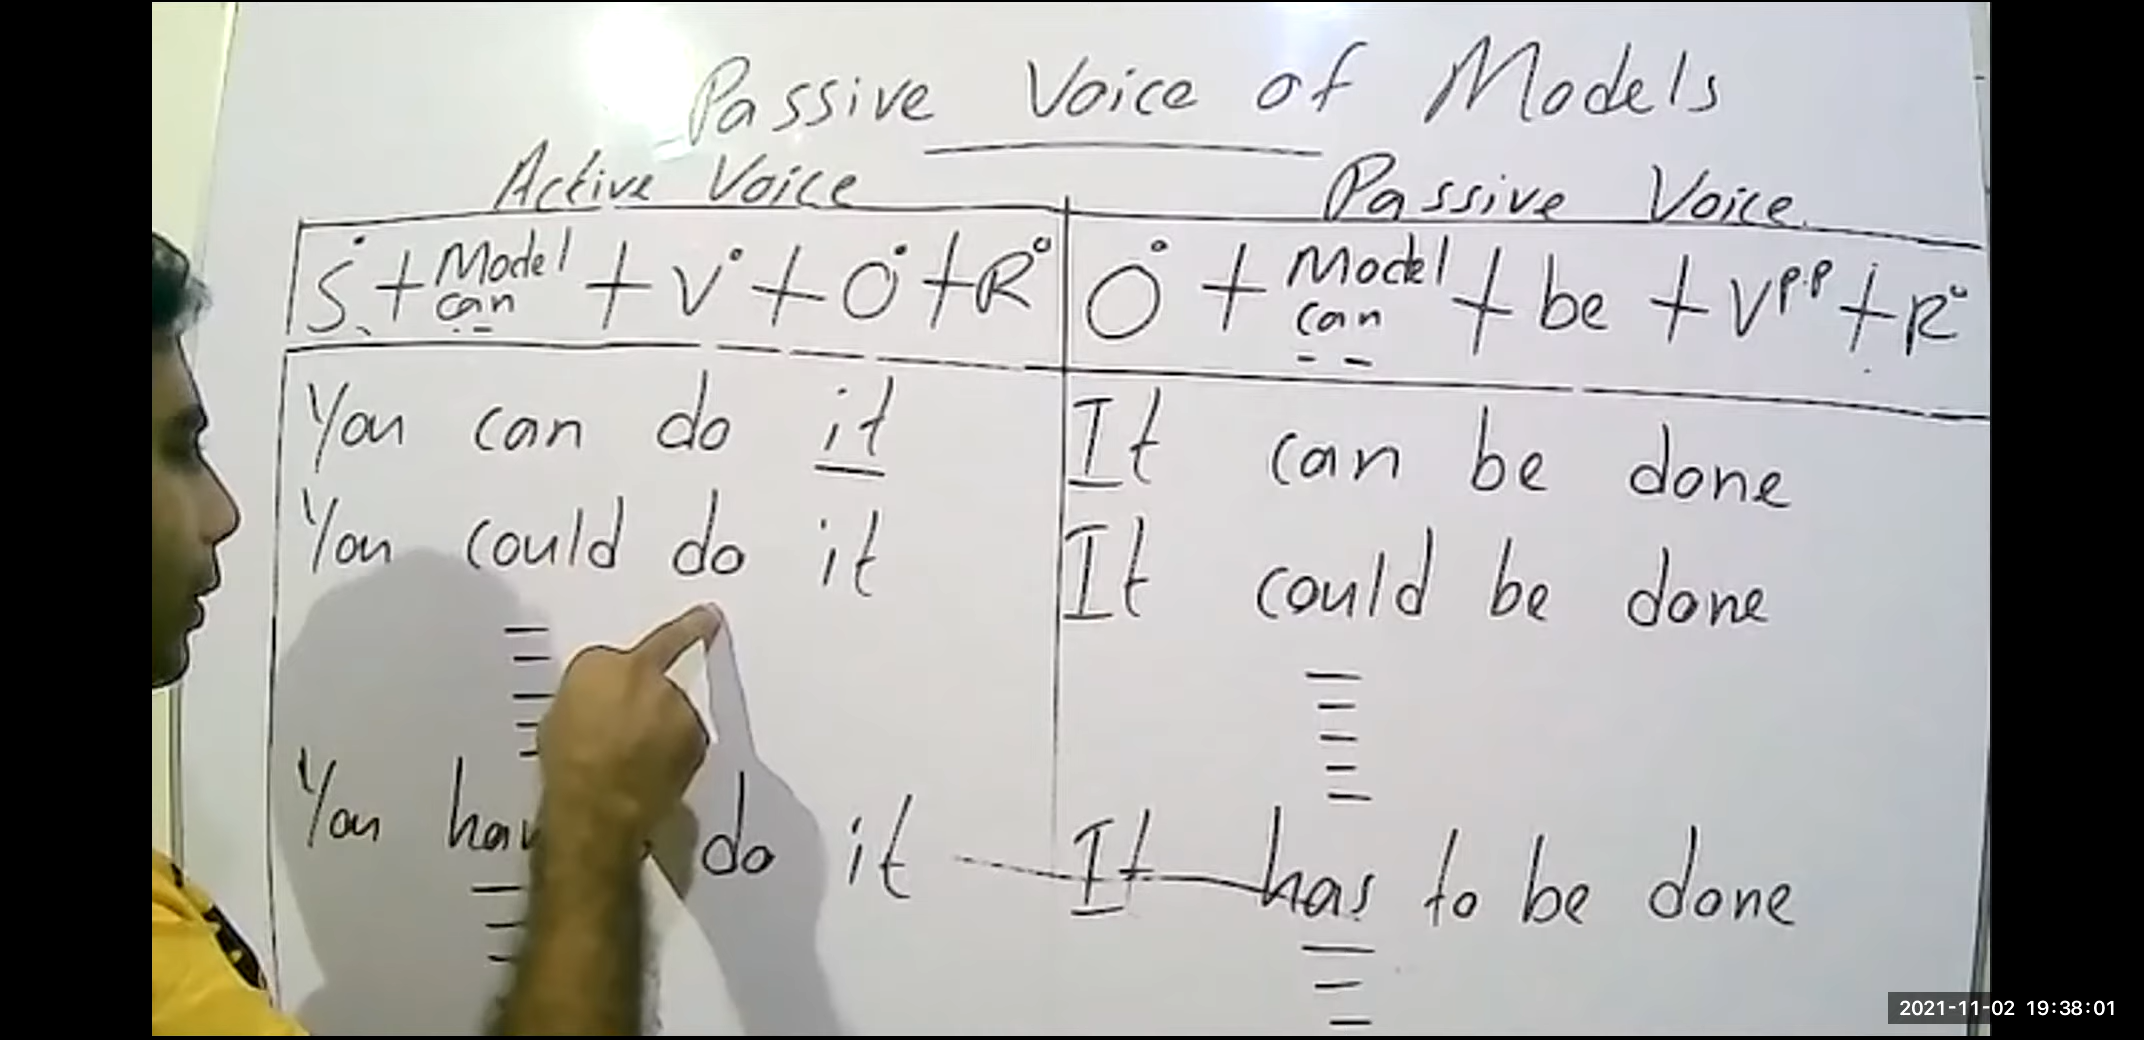 Passive Voice of Models
Active Voice
Passive Voice.
S + Model can + V + O + R
O + Model can + be + Vp.p + R
You can do it
It can be done
You could do it
It could be done
You do it
It has to be done
2021-11-02 19:38:01